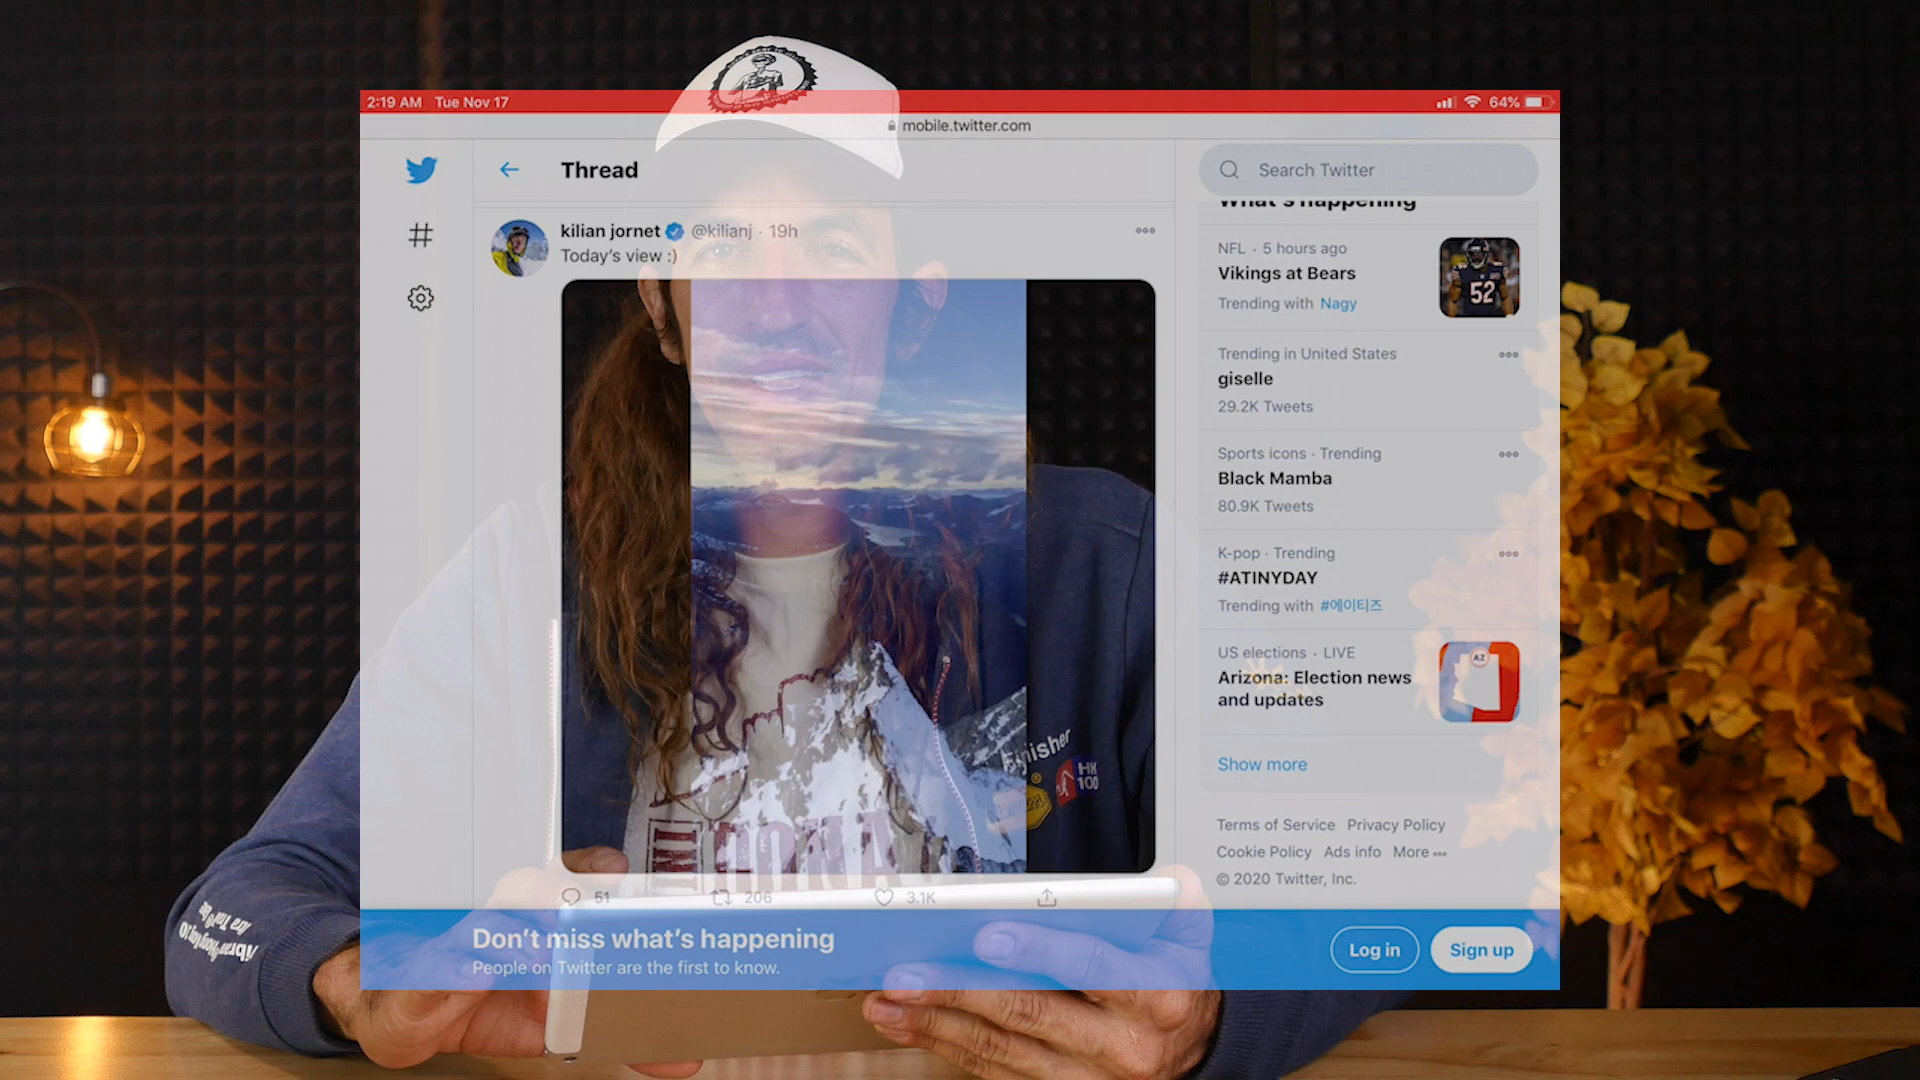 2:19 AM Tue Nov 17
64%
mobile.twitter.com
Thread
Search Twitter
What's happening
kilian jornet @kilianj · 19h
Today's view :)
NFL · 5 hours ago
Vikings at Bears
Trending with Nagy
52
Trending in United States
giselle
29.2K Tweets
Sports icons · Trending
Black Mamba
80.9K Tweets
K-pop · Trending
#ATINYDAY
Trending with #에이티즈
US elections · LIVE
Arizona: Election news
and updates
AZ
Show more
Finisher
HK
100
Terms of Service Privacy Policy
Cookie Policy Ads info More
© 2020 Twitter, Inc.
51 206 3.1K
Don't miss what's happening
People on Twitter are the first to know.
Log in Sign up